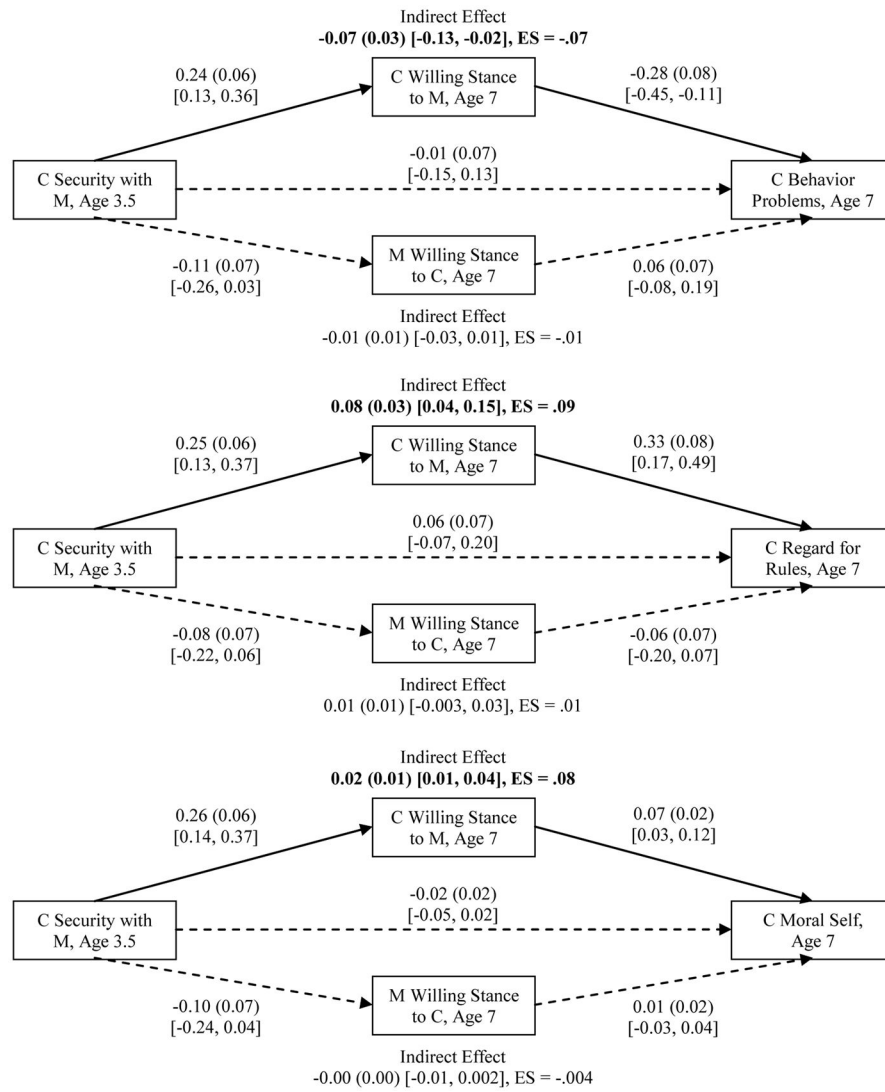 Indirect Effect
-0.07 (0.03) [-0.13, -0.02], ES = -.07
0.24 (0.06)
[0.13, 0.36]
C Willing Stance
to M, Age 7
-0.28 (0.08)
[-0.45, -0.11]
-0.01 (0.07)
[-0.15, 0.13]
C Security with
M, Age 3.5
C Behavior
Problems, Age 7
-0.11 (0.07)
[-0.26, 0.03]
M Willing Stance
to C, Age 7
0.06 (0.07)
[-0.08, 0.19]
Indirect Effect
-0.01 (0.01) [-0.03, 0.01], ES = -.01
Indirect Effect
0.08 (0.03) [0.04, 0.15], ES = .09
0.25 (0.06)
[0.13, 0.37]
C Willing Stance
to M, Age 7
0.33 (0.08)
[0.17, 0.49]
0.06 (0.07)
[-0.07, 0.20]
C Security with
M, Age 3.5
C Regard for
Rules, Age 7
-0.08 (0.07)
[-0.22, 0.06]
M Willing Stance
to C, Age 7
-0.06 (0.07)
[-0.20, 0.07]
Indirect Effect
0.01 (0.01) [-0.003, 0.03], ES = .01
Indirect Effect
0.02 (0.01) [0.01, 0.04], ES = .08
0.26 (0.06)
[0.14, 0.37]
C Willing Stance
to M, Age 7
0.07 (0.02)
[0.03, 0.12]
-0.02 (0.02)
[-0.05, 0.02]
C Security with
M, Age 3.5
C Moral Self,
Age 7
-0.10 (0.07)
[-0.24, 0.04]
M Willing Stance
to C, Age 7
0.01 (0.02)
[-0.03, 0.04]
Indirect Effect
-0.00 (0.00) [-0.01, 0.002], ES = -.004